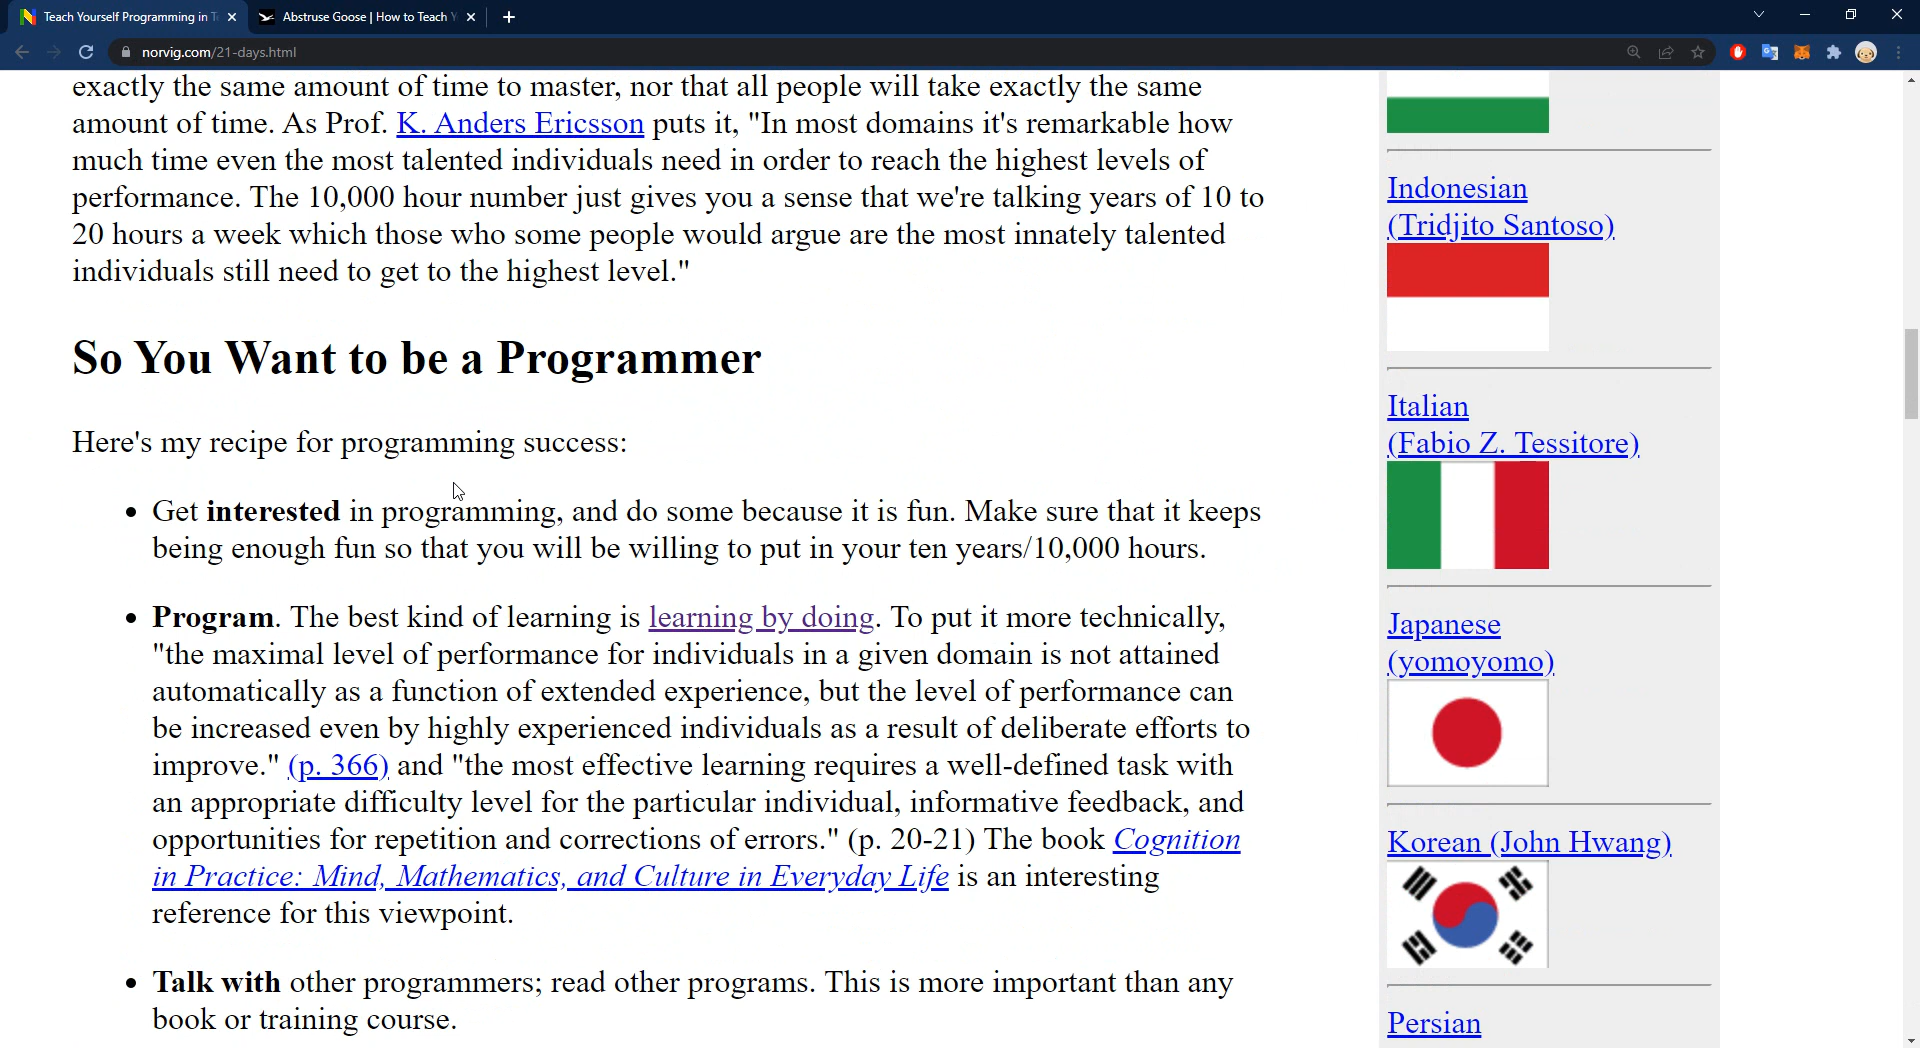 Teach Yourself Programming in T
Abstruse Goose | How to Teach Y
norvig.com/21-days.html
exactly the same amount of time to master, nor that all people will take exactly the same
amount of time. As Prof. K. Anders Ericsson puts it, "In most domains it's remarkable how
much time even the most talented individuals need in order to reach the highest levels of
performance. The 10,000 hour number just gives you a sense that we're talking years of 10 to
20 hours a week which those who some people would argue are the most innately talented
individuals still need to get to the highest level."
So You Want to be a Programmer
Here's my recipe for programming success:
• Get interested in programming, and do some because it is fun. Make sure that it keeps
being enough fun so that you will be willing to put in your ten years/10,000 hours.
• Program. The best kind of learning is learning by doing. To put it more technically,
"the maximal level of performance for individuals in a given domain is not attained
automatically as a function of extended experience, but the level of performance can
be increased even by highly experienced individuals as a result of deliberate efforts to
improve." (p. 366) and "the most effective learning requires a well-defined task with
an appropriate difficulty level for the particular individual, informative feedback, and
opportunities for repetition and corrections of errors." (p. 20-21) The book Cognition
in Practice: Mind, Mathematics, and Culture in Everyday Life is an interesting
reference for this viewpoint.
• Talk with other programmers; read other programs. This is more important than any
book or training course.
Indonesian
(Tridjito Santoso)
Italian
(Fabio Z. Tessitore)
Japanese
(yomoyomo)
Korean (John Hwang)
Persian